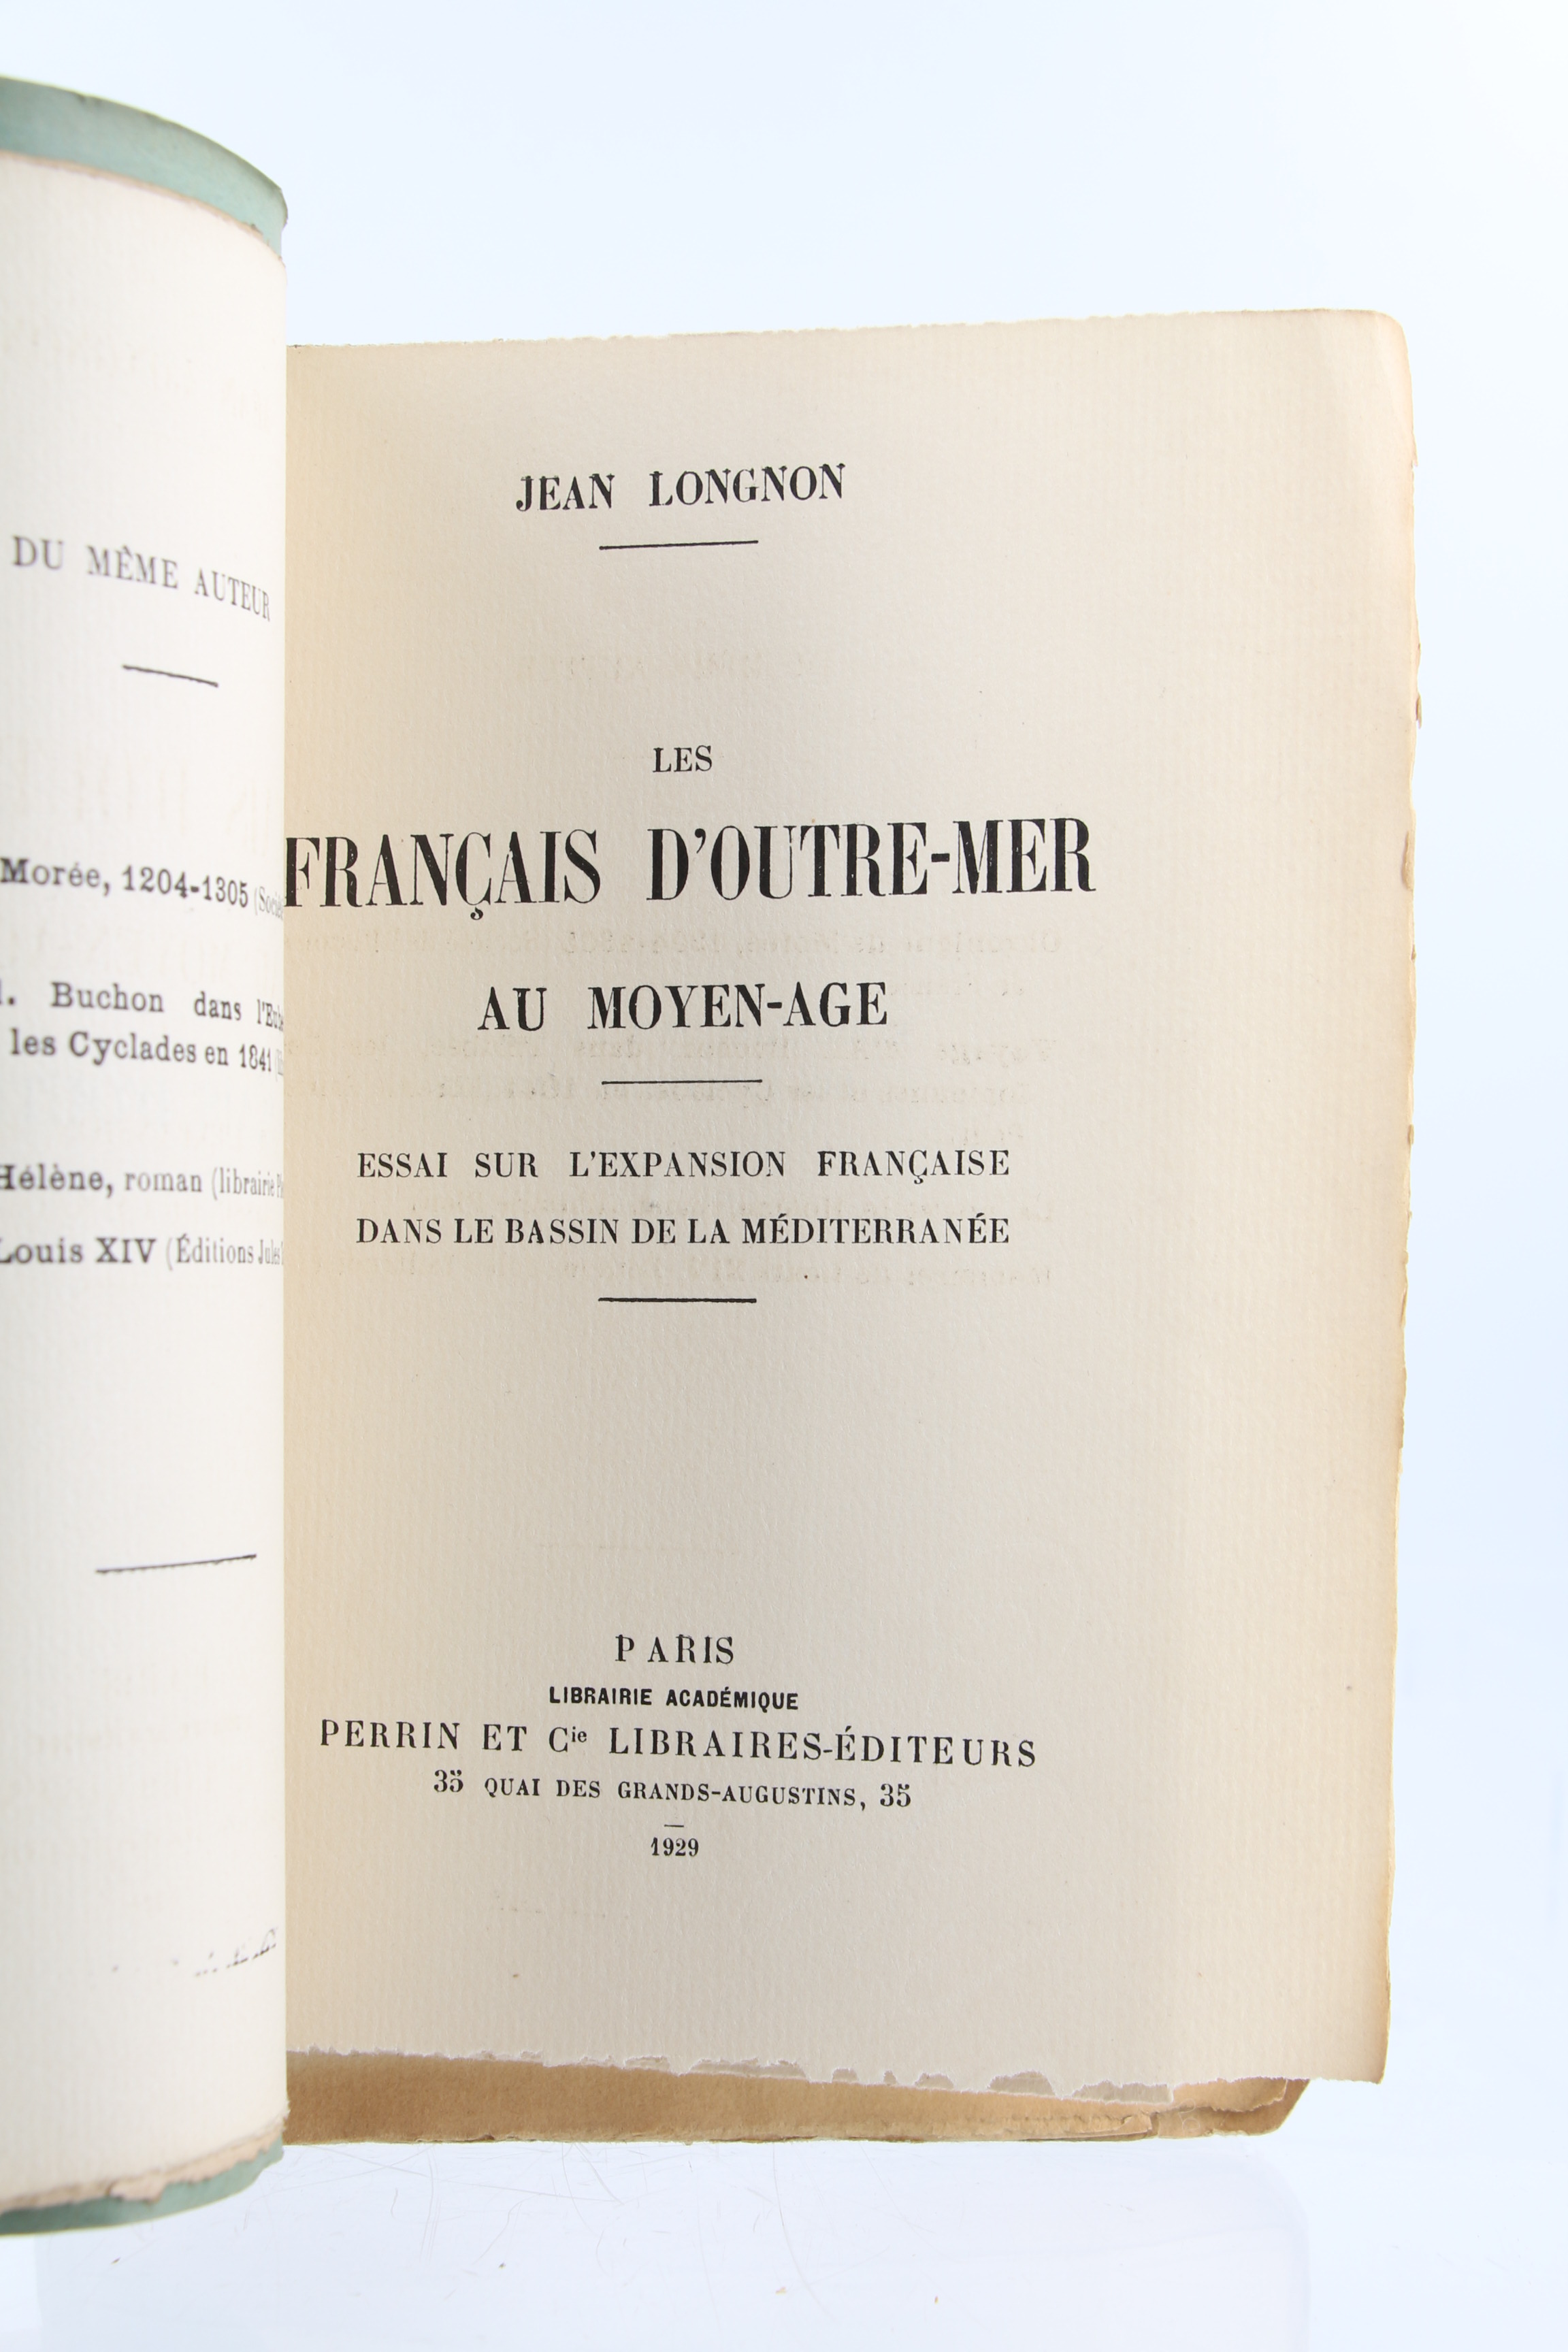 DU MÊME AUTEUR
Morée, 1204-1305
Buchon dans
les Cyclades en 1841
Hélène, roman (librairie
Louis XIV (Éditions
JEAN LONGNON
LES
FRANÇAIS D'OUTRE-MER
AU MOYEN-AGE
ESSAI SUR L'EXPANSION FRANÇAISE
DANS LE BASSIN DE LA MÉDITERRANÉE
PARIS
LIBRAIRIE ACADÉMIQUE
PERRIN ET Cie LIBRAIRES-ÉDITEURS
35 QUAI DES GRANDS-AUGUSTINS, 35
1929